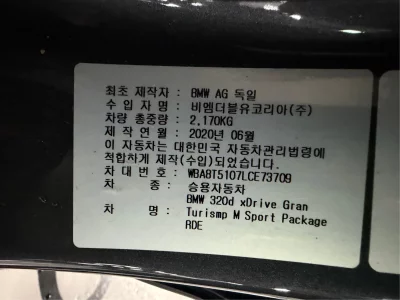 최초 제작자 : BMW AG 독일
수 입 자 명 : 비엠더블유코리아(주)
차량 총중량 : 2,170KG
제 작 연 월 : 2020년 06월
이 자동차는 대한민국 자동차관리법령에
적합하게 제작(수입)되었습니다
차 대 번 호 : WBA8T5107LCE73709
차 종 : 승용자동차
차 명 : BMW 320d xDrive Gran
Turismp M Sport Package
RDE